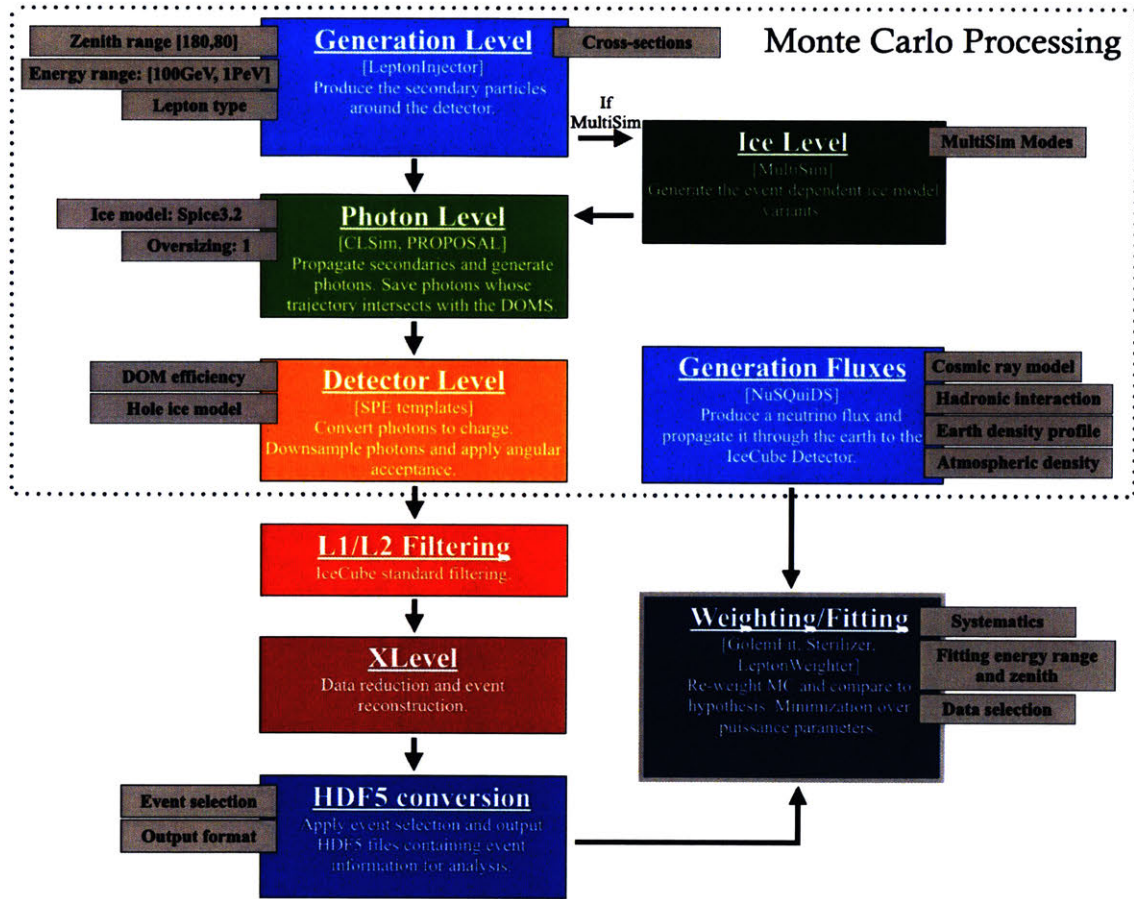 Monte Carlo Processing
Zenith range [180,80]
Energy range: [100GeV, 1PeV]
Lepton type
Generation Level
[LeptonInjector]
Produce the secondary particles
around the detector.
Cross-sections
If
MultiSim
Ice Level
[MultiSim]
Generate the event dependent ice model
variants
MultiSim Modes
Ice model: Spice3.2
Oversizing: 1
Photon Level
[CLSim, PROPOSAL]
Propagate secondaries and generate
photons. Save photons whose
trajectory intersects with the DOMS.
DOM efficiency
Hole ice model
Detector Level
[SPE templates]
Convert photons to charge.
Downsample photons and apply angular
acceptance.
Generation Fluxes
[NuSQuiDS]
Produce a neutrino flux and
propagate it through the earth to the
IceCube Detector.
Cosmic ray model
Hadronic interaction
Earth density profile
Atmospheric density
L1/L2 Filtering
IceCube standard filtering.
XLevel
Data reduction and event
reconstruction.
Weighting/Fitting
[GolemFit, Sterilizer,
LeptonWeighter]
Re-weight MC and compare to
hypothesis. Minimization over
puissance parameters
Systematics
Fitting energy range
and zenith
Data selection
Event selection
Output format
HDF5 conversion
Apply event selection and output
HDF5 files containing event
information for analysis.